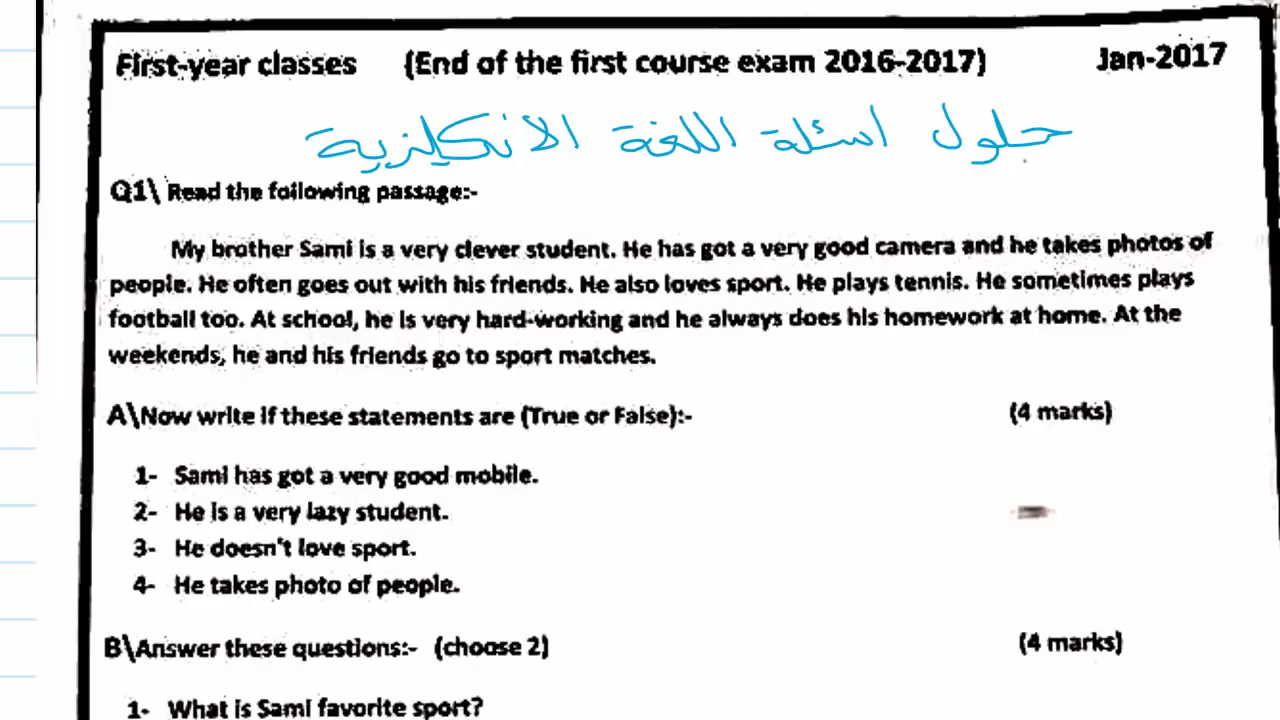 First-year classes (End of the first course exam 2016-2017) Jan-2017
حلول اسئلة اللغة الانكليزية
Q1\ Read the following passage:-
My brother Sami is a very clever student. He has got a very good camera and he takes photos of
people. He often goes out with his friends. He also loves sport. He plays tennis. He sometimes plays
football too. At school, he is very hard-working and he always does his homework at home. At the
weekends, he and his friends go to sport matches.
A\Now write if these statements are (True or False):- (4 marks)
1- Sami has got a very good mobile.
2- He is a very lazy student.
3- He doesn't love sport.
4- He takes photo of people.
B\Answer these questions:- (choose 2) (4 marks)
1- What is Sami favorite sport?